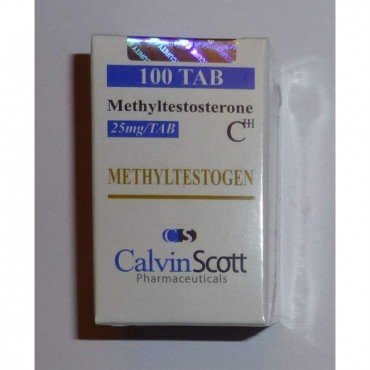 100 TAB
Methyltestosterone
25mg/TAB CIII
METHYLTESTOGEN
CS
CalvinScott
Pharmaceuticals